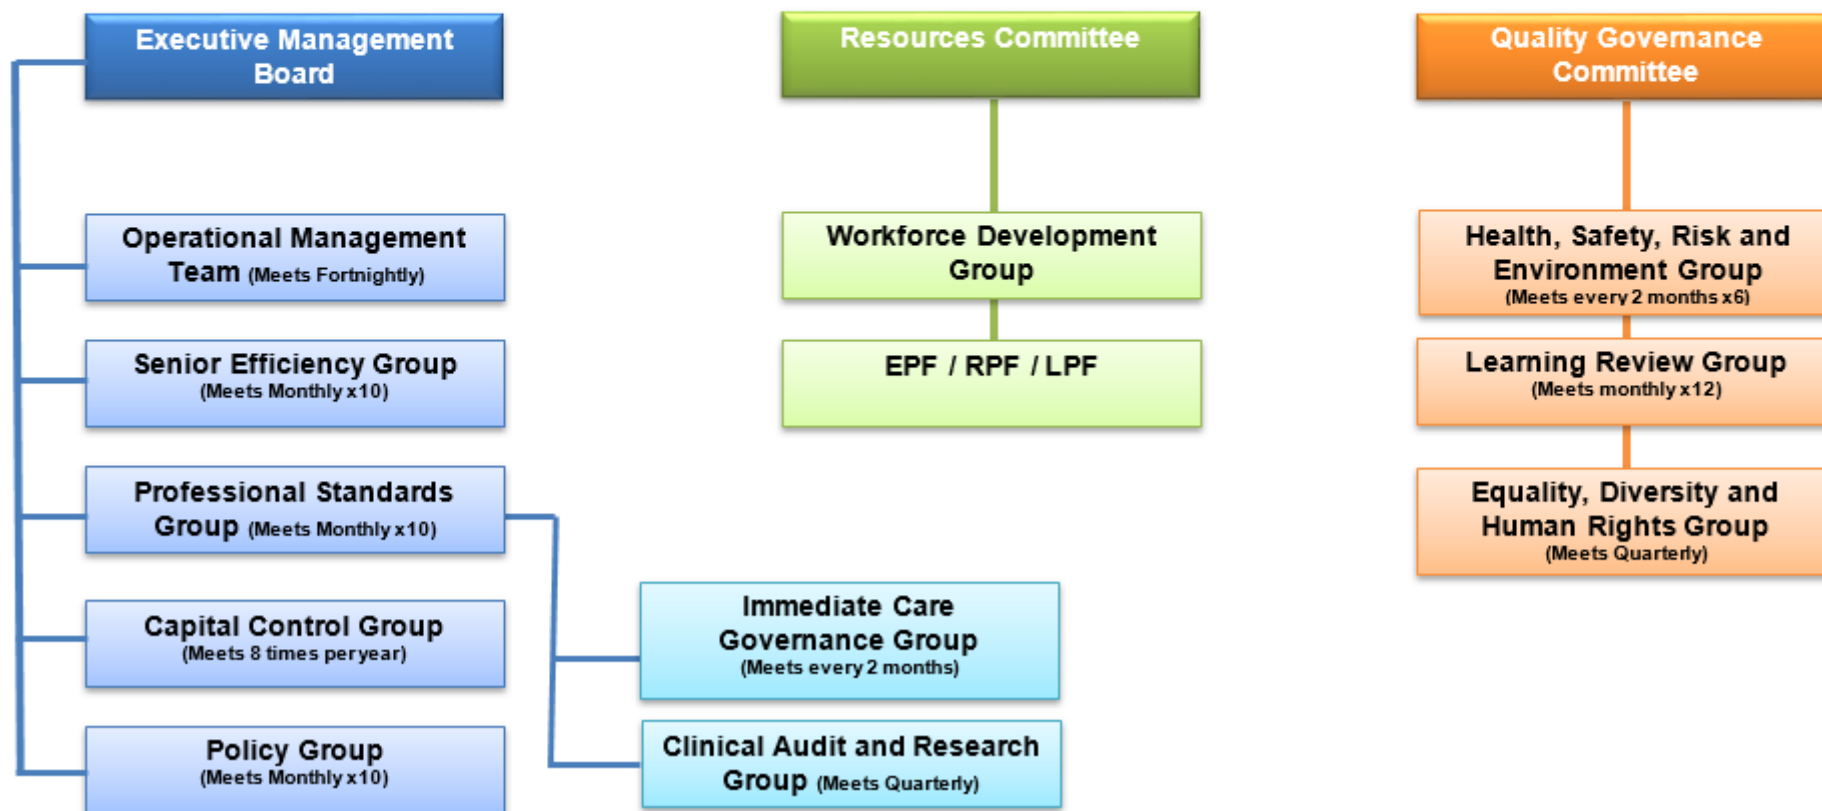 Executive Management
Board
Operational Management
Team (Meets Fortnightly)
Senior Efficiency Group
(Meets Monthly x10)
Professional Standards
Group (Meets Monthly x10)
Capital Control Group
(Meets 8 times per year)
Policy Group
(Meets Monthly x10)
Immediate Care
Governance Group
(Meets every 2 months)
Clinical Audit and Research
Group (Meets Quarterly)
Resources Committee
Workforce Development
Group
EPF / RPF / LPF
Quality Governance
Committee
Health, Safety, Risk and
Environment Group
(Meets every 2 months x6)
Learning Review Group
(Meets monthly x12)
Equality, Diversity and
Human Rights Group
(Meets Quarterly)